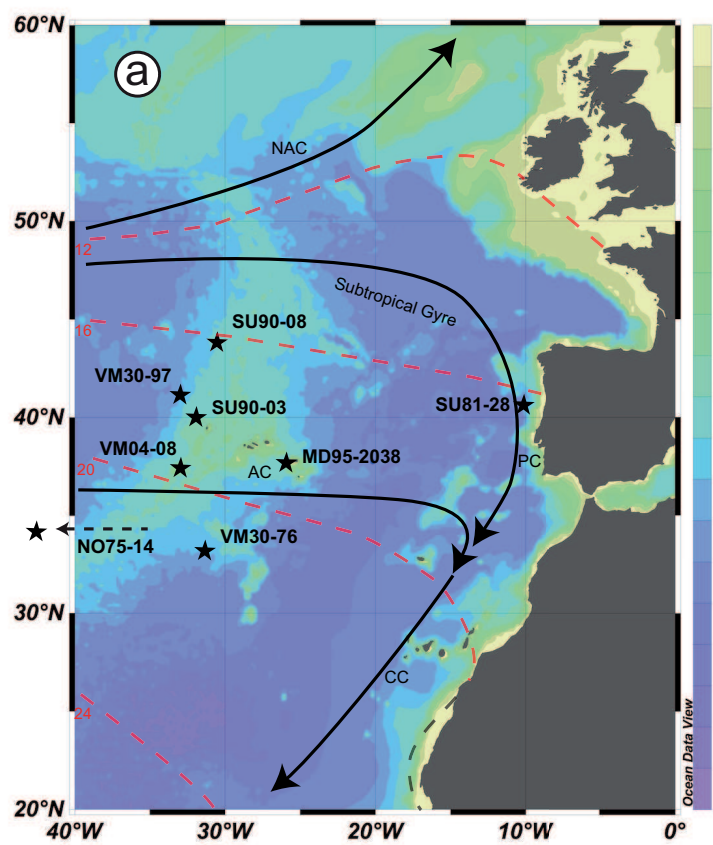 60°N
a
NAC
50°N
12
Subtropical Gyre
SU90-08
16
VM30-97
SU81-28
SU90-03
40°N
VM04-08
MD95-2038
AC
PC
20
NO75-14
VM30-76
30°N
CC
24
Ocean Data View
20°N
40°W
30°W
20°W
10°W
0°